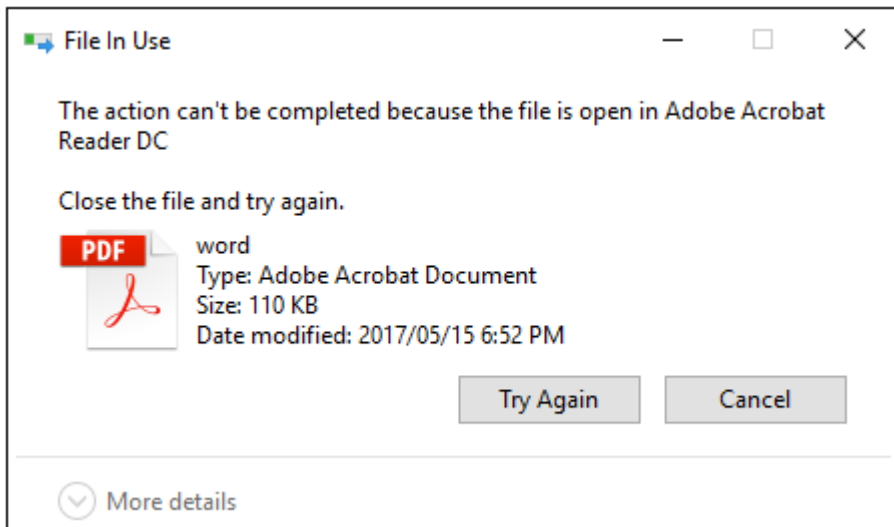 File In Use
The action can't be completed because the file is open in Adobe Acrobat
Reader DC
Close the file and try again.
PDF
word
Type: Adobe Acrobat Document
Size: 110 KB
Date modified: 2017/05/15 6:52 PM
Try Again
Cancel
More details